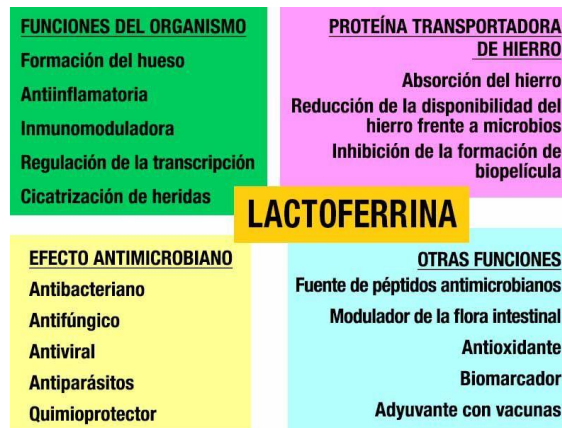 FUNCIONES DEL ORGANISMO
Formación del hueso
Antiinflamatoria
Inmunomoduladora
Regulación de la transcripción
Cicatrización de heridas
PROTEÍNA TRANSPORTADORA
DE HIERRO
Absorción del hierro
Reducción de la disponibilidad del
hierro frente a microbios
Inhibición de la formación de
biopelícula
LACTOFERRINA
EFECTO ANTIMICROBIANO
Antibacteriano
Antifúngico
Antiviral
Antiparásitos
Quimioprotector
OTRAS FUNCIONES
Fuente de péptidos antimicrobianos
Modulador de la flora intestinal
Antioxidante
Biomarcador
Adyuvante con vacunas